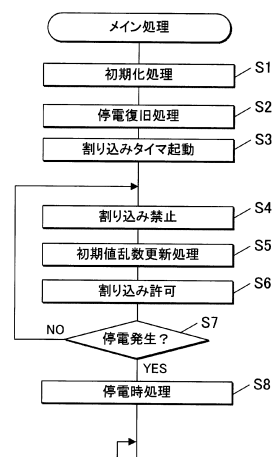 メイン処理
初期化処理
S1
停電復旧処理
S2
割り込みタイマ起動
S3
割り込み禁止
S4
初期値乱数更新処理
S5
割り込み許可
S6
停電発生？
S7
NO
YES
停電時処理
S8